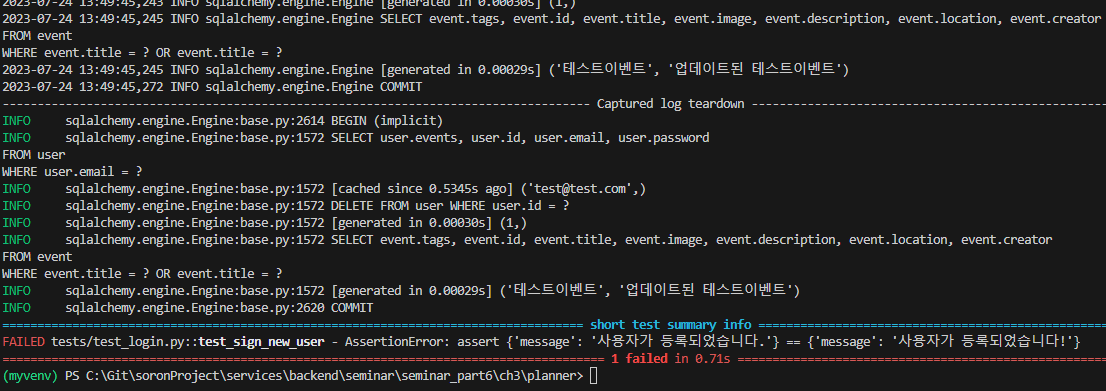 2023-07-24 13:49:45,243 INFO sqlalchemy.engine.Engine [generated in 0.00030s] (1,)
2023-07-24 13:49:45,245 INFO sqlalchemy.engine.Engine SELECT event.tags, event.id, event.title, event.image, event.description, event.location, event.creator
FROM event
WHERE event.title = ? OR event.title = ?
2023-07-24 13:49:45,245 INFO sqlalchemy.engine.Engine [generated in 0.00029s] ('테스트이벤트', '업데이트된 테스트이벤트')
2023-07-24 13:49:45,272 INFO sqlalchemy.engine.Engine COMMIT
---------------------------------------------------------------------------------- Captured log teardown ----------------------------------------------------
INFO     sqlalchemy.engine.Engine:base.py:2614 BEGIN (implicit)
INFO     sqlalchemy.engine.Engine:base.py:1572 SELECT user.events, user.id, user.email, user.password
FROM user
WHERE user.email = ?
INFO     sqlalchemy.engine.Engine:base.py:1572 [cached since 0.5345s ago] ('test@test.com',)
INFO     sqlalchemy.engine.Engine:base.py:1572 DELETE FROM user WHERE user.id = ?
INFO     sqlalchemy.engine.Engine:base.py:1572 [generated in 0.00030s] (1,)
INFO     sqlalchemy.engine.Engine:base.py:1572 SELECT event.tags, event.id, event.title, event.image, event.description, event.location, event.creator
FROM event
WHERE event.title = ? OR event.title = ?
INFO     sqlalchemy.engine.Engine:base.py:1572 [generated in 0.00029s] ('테스트이벤트', '업데이트된 테스트이벤트')
INFO     sqlalchemy.engine.Engine:base.py:2620 COMMIT
================================================================================= short test summary info ===================================================
FAILED tests/test_login.py::test_sign_new_user - AssertionError: assert {'message': '사용자가 등록되었습니다.'} == {'message': '사용자가 등록되었습니다!'}
==================================================================================== 1 failed in 0.71s ======================================================
(myvenv) PS C:\Git\soronProject\services\backend\seminar\seminar_part6\ch3\planner>